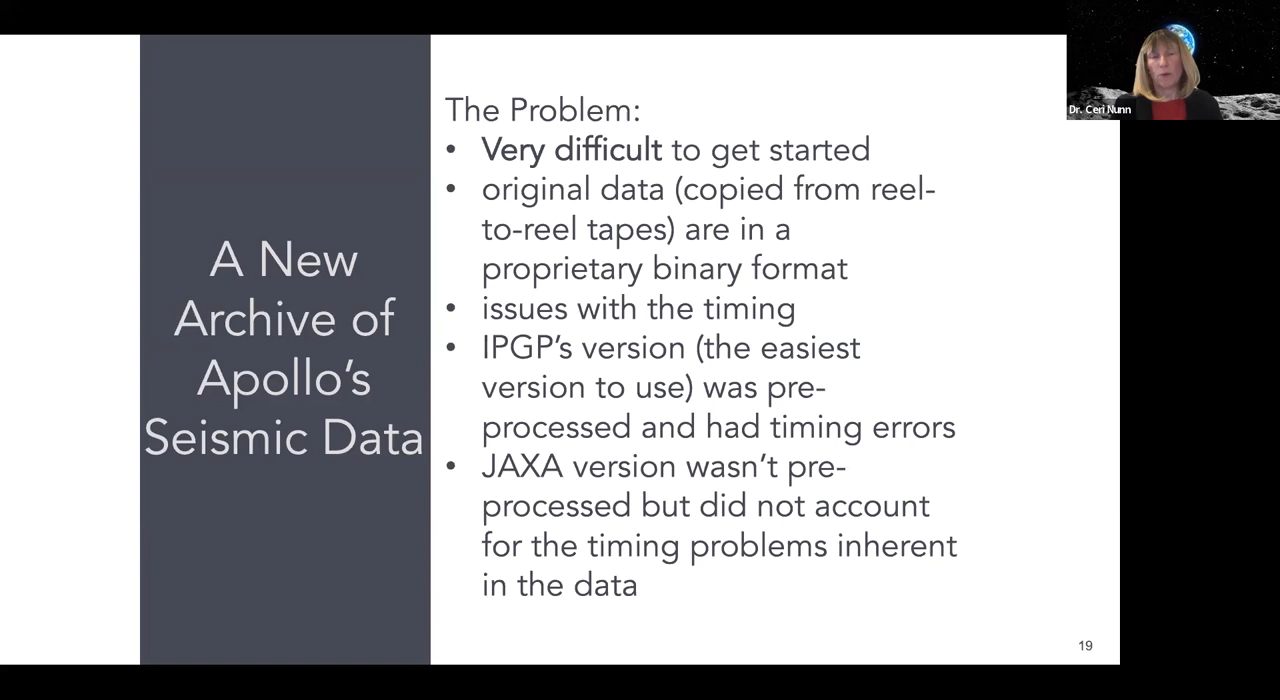 A New
Archive of
Apollo’s
Seismic Data
The Problem:
• Very difficult to get started
• original data (copied from reel-
to-reel tapes) are in a
proprietary binary format
• issues with the timing
• IPGP’s version (the easiest
version to use) was pre-
processed and had timing errors
• JAXA version wasn’t pre-
processed but did not account
for the timing problems inherent
in the data
19
Dr. Ceri Nunn